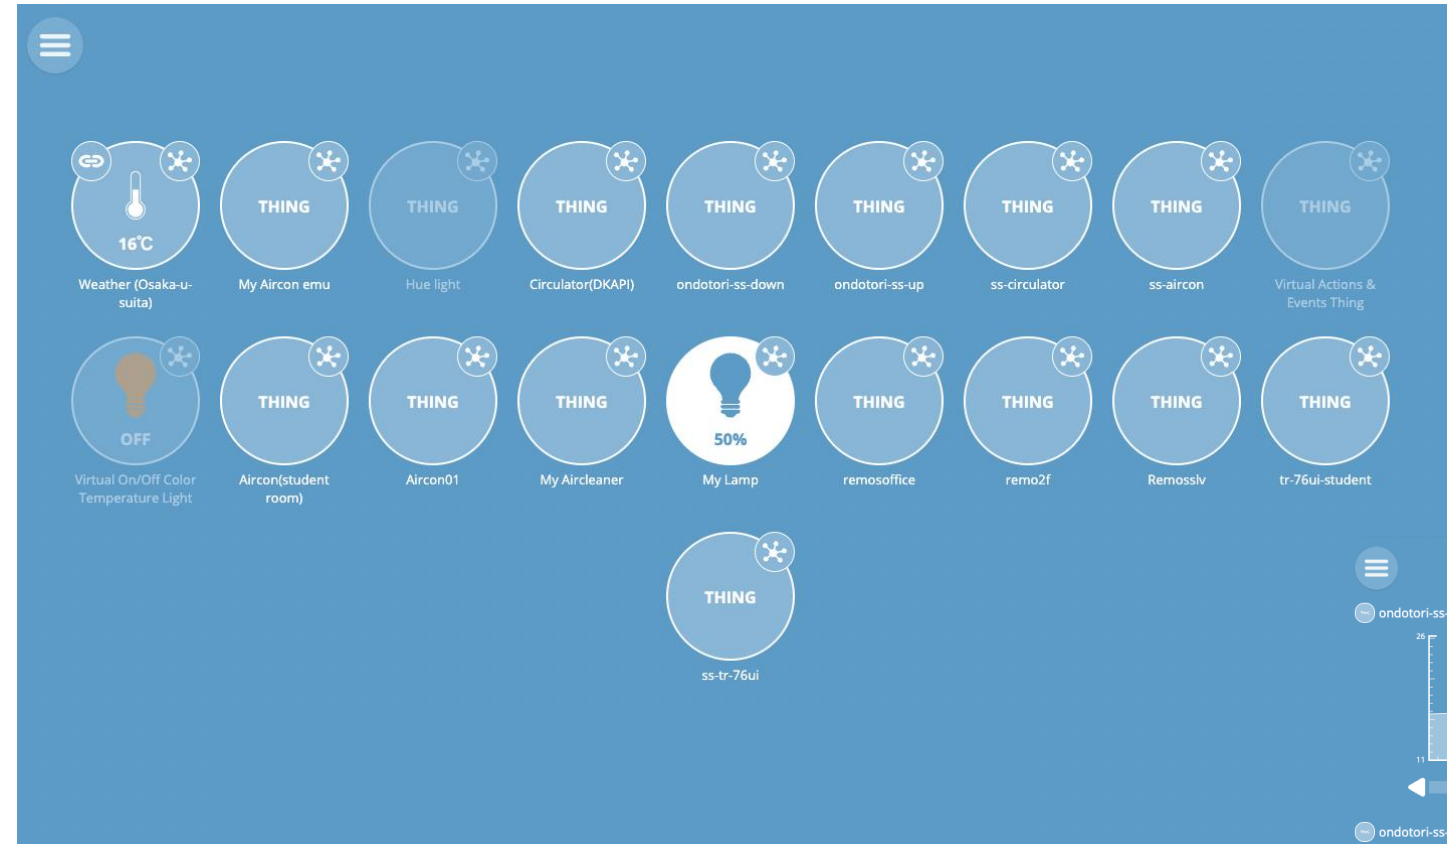 THING
THING
THING
THING
THING
THING
THING
THING
16°C
Weather (Osaka-u-
suita)
My Aircon emu
Hue light
Circulator(DKAPI)
ondotori-ss-down
ondotori-ss-up
ss-circulator
ss-aircon
Virtual Actions &
Events Thing
THING
THING
THING
THING
THING
THING
THING
OFF
50%
Virtual On/Off Color
Temperature Light
Aircon(student
room)
Aircon01
My Aircleaner
My Lamp
remosoffice
remo2f
Remosslv
tr-76ui-student
THING
ss-tr-76ui
ondotori-ss-
26
11
ondotori-ss-